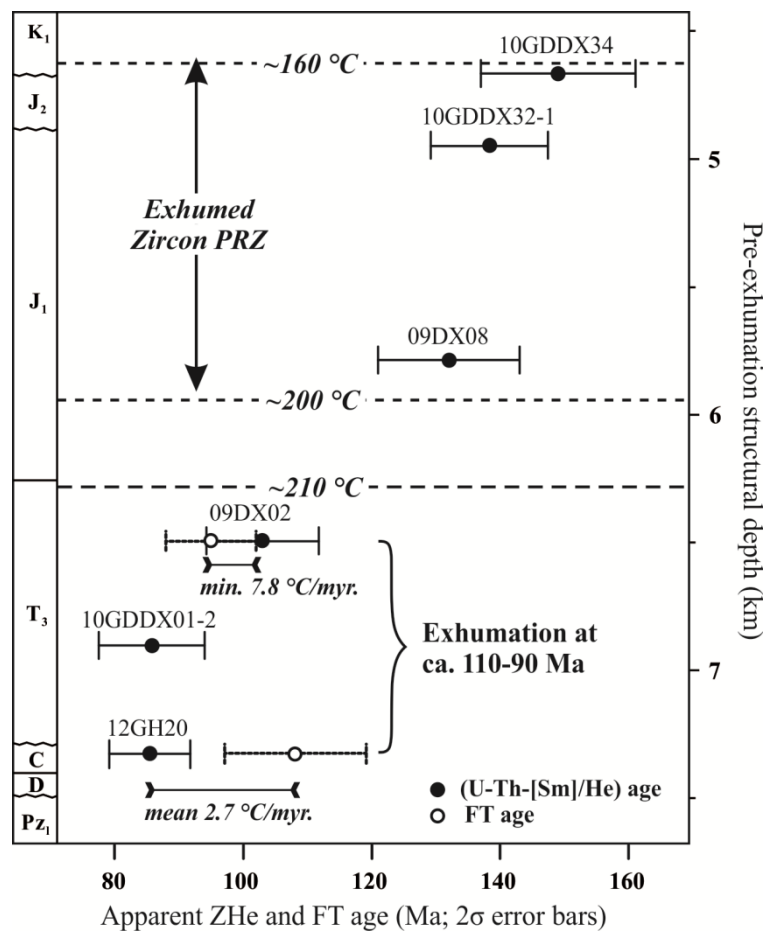 K₁
J₂
J₁
T₃
C
D
Pz₁
~160 °C
10GDDX34
10GDDX32-1
Exhumed
Zircon PRZ
09DX08
~200 °C
~210 °C
09DX02
min. 7.8 °C/myr.
10GDDX01-2
Exhumation at
ca. 110-90 Ma
12GH20
mean 2.7 °C/myr.
(U-Th-[Sm]/He) age
FT age
5
6
7
Pre-exhumation structural depth (km)
80 100 120 140 160
Apparent ZHe and FT age (Ma; 2σ error bars)